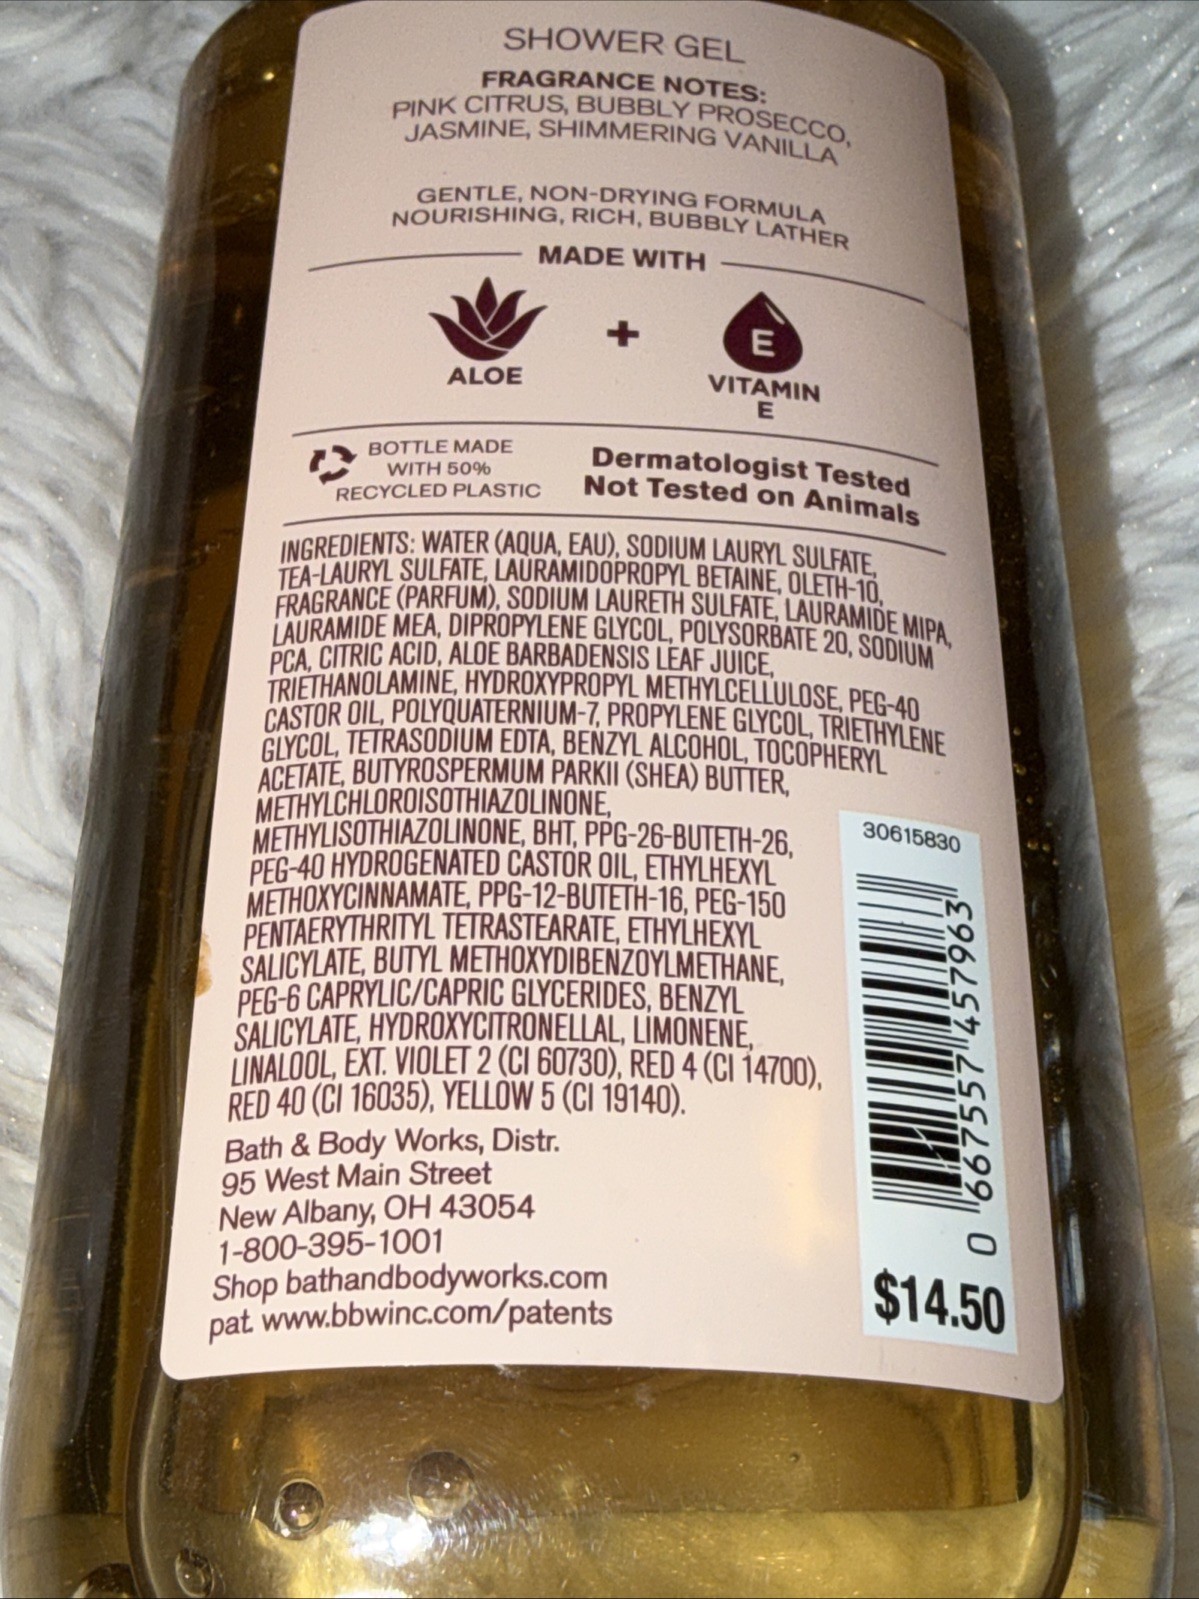 SHOWER GEL
FRAGRANCE NOTES:
PINK CITRUS, BUBBLY PROSECCO,
JASMINE, SHIMMERING VANILLA
GENTLE, NON-DRYING FORMULA
NOURISHING, RICH, BUBBLY LATHER
MADE WITH
ALOE
+
E
VITAMIN
E
BOTTLE MADE
WITH 50%
RECYCLED PLASTIC
Dermatologist Tested
Not Tested on Animals
INGREDIENTS: WATER (AQUA, EAU), SODIUM LAURYL SULFATE,
TEA-LAURYL SULFATE, LAURAMIDOPROPYL BETAINE, OLETH-10,
FRAGRANCE (PARFUM), SODIUM LAURETH SULFATE, LAURAMIDE MIPA,
LAURAMIDE MEA, DIPROPYLENE GLYCOL, POLYSORBATE 20, SODIUM
PCA, CITRIC ACID, ALOE BARBADENSIS LEAF JUICE,
TRIETHANOLAMINE, HYDROXYPROPYL METHYLCELLULOSE, PEG-40
CASTOR OIL, POLYQUATERNIUM-7, PROPYLENE GLYCOL, TRIETHYLENE
GLYCOL, TETRASODIUM EDTA, BENZYL ALCOHOL, TOCOPHERYL
ACETATE, BUTYROSPERMUM PARKII (SHEA) BUTTER,
METHYLCHLOROISOTHIAZOLINONE,
METHYLISOTHIAZOLINONE, BHT, PPG-26-BUTETH-26,
PEG-40 HYDROGENATED CASTOR OIL, ETHYLHEXYL
METHOXYCINNAMATE, PPG-12-BUTETH-16, PEG-150
PENTAERYTHRITYL TETRASTEARATE, ETHYLHEXYL
SALICYLATE, BUTYL METHOXYDIBENZOYLMETHANE,
PEG-6 CAPRYLIC/CAPRIC GLYCERIDES, BENZYL
SALICYLATE, HYDROXYCITRONELLAL, LIMONENE,
LINALOOL, EXT. VIOLET 2 (CI 60730), RED 4 (CI 14700),
RED 40 (CI 16035), YELLOW 5 (CI 19140).
Bath & Body Works, Distr.
95 West Main Street
New Albany, OH 43054
1-800-395-1001
Shop bathandbodyworks.com
pat. www.bbwinc.com/patents
30615830
0 667557 457963
$14.50